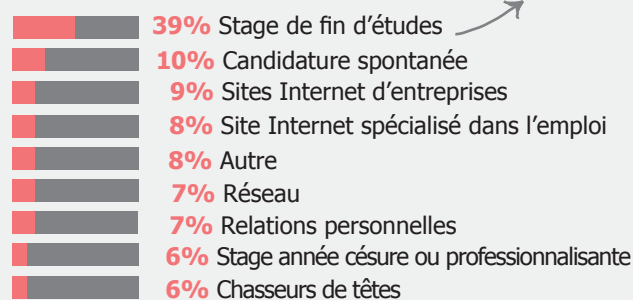 39% Stage de fin d’études
10% Candidature spontanée
9% Sites Internet d’entreprises
8% Site Internet spécialisé dans l’emploi
8% Autre
7% Réseau
7% Relations personnelles
6% Stage année césure ou professionnalisante
6% Chasseurs de têtes